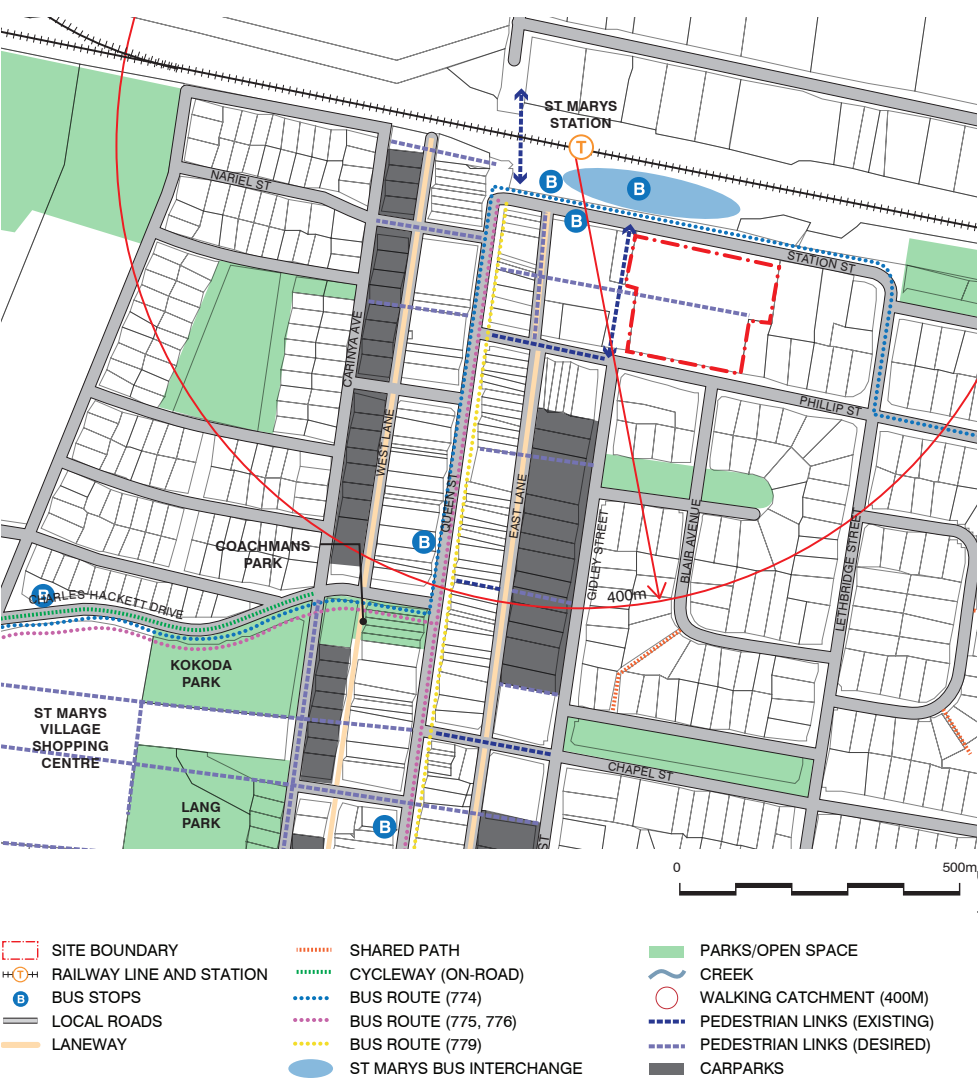 ST MARYS
STATION
T
B
B
B
NARIEL ST
STATION ST
CARINYA AVE
PHILLIP ST
WEST LANE
QUEEN ST
EAST LANE
B
COACHMANS
PARK
GIDLEY STREET
BLAIR AVENUE
LETHBRIDGE STREET
400m
B
CHARLES HACKETT DRIVE
KOKODA
PARK
ST MARYS
VILLAGE
SHOPPING
CENTRE
CHAPEL ST
LANG
PARK
B
ST
0
500m
SITE BOUNDARY
T RAILWAY LINE AND STATION
B BUS STOPS
LOCAL ROADS
LANEWAY
SHARED PATH
CYCLEWAY (ON-ROAD)
BUS ROUTE (774)
BUS ROUTE (775, 776)
BUS ROUTE (779)
ST MARYS BUS INTERCHANGE
PARKS/OPEN SPACE
CREEK
WALKING CATCHMENT (400M)
PEDESTRIAN LINKS (EXISTING)
PEDESTRIAN LINKS (DESIRED)
CARPARKS